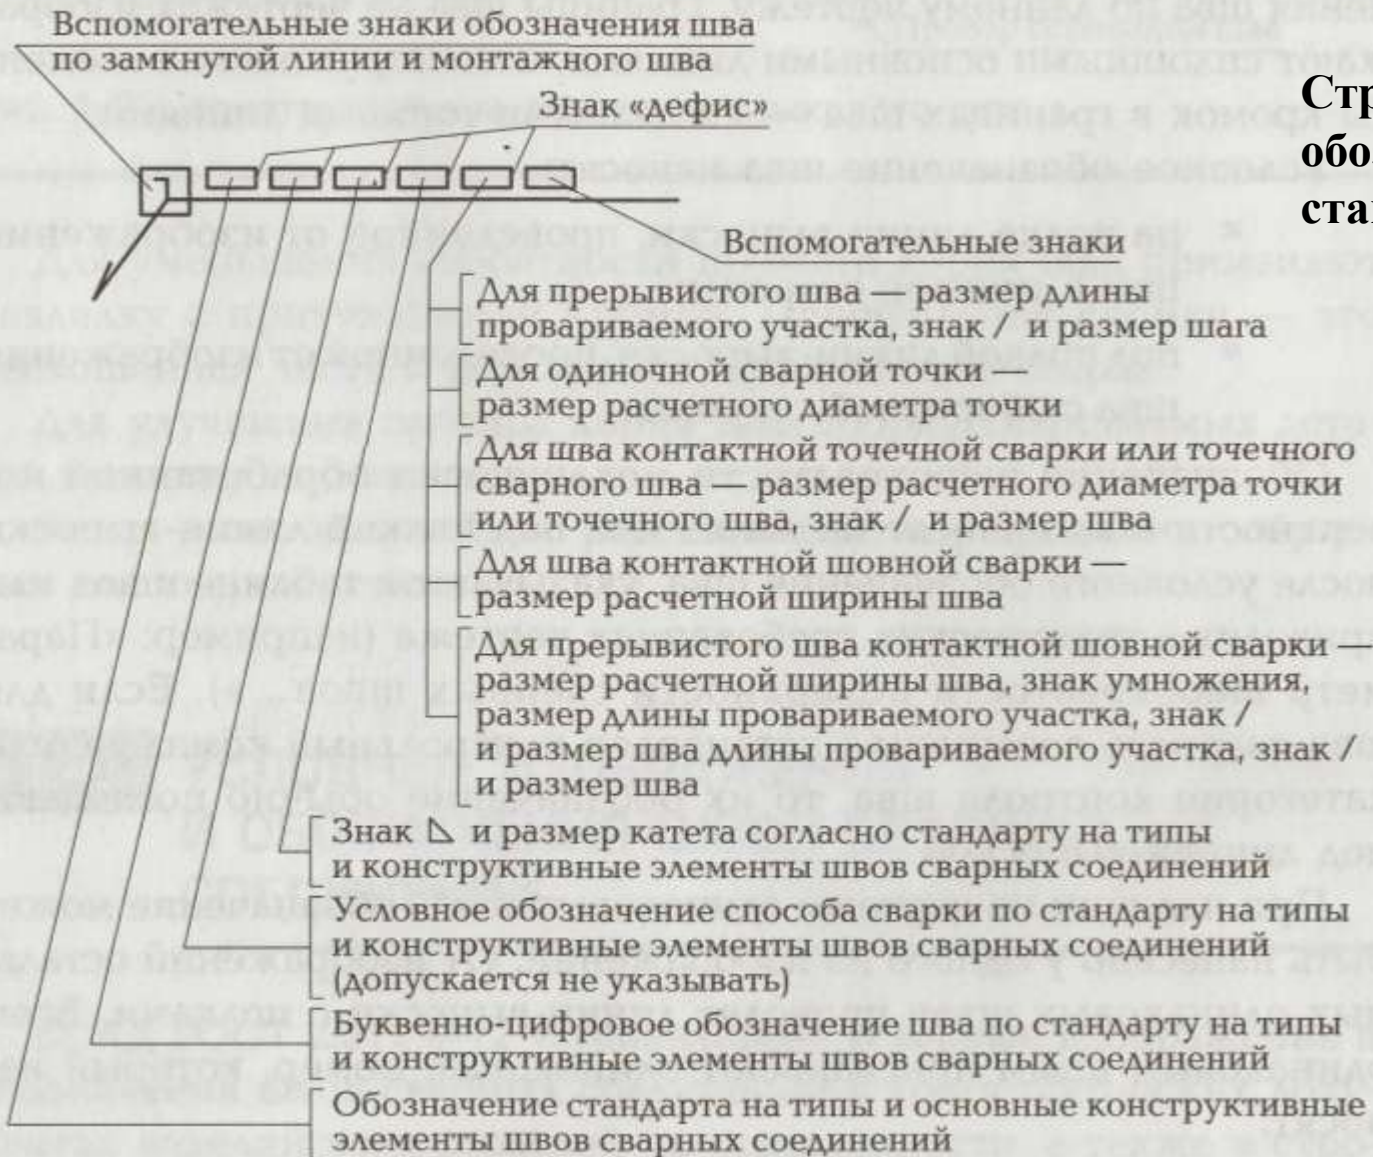 Вспомогательные знаки обозначения шва
по замкнутой линии и монтажного шва
Знак «дефис»
Стр
обоз
ста
Вспомогательные знаки
Для прерывистого шва — размер длины
провариваемого участка, знак / и размер шага
Для одиночной сварной точки —
размер расчетного диаметра точки
Для шва контактной точечной сварки или точечного
сварного шва — размер расчетного диаметра точки
или точечного шва, знак / и размер шва
Для шва контактной шовной сварки —
размер расчетной ширины шва
Для прерывистого шва контактной шовной сварки —
размер расчетной ширины шва, знак умножения,
размер длины провариваемого участка, знак /
и размер шва длины провариваемого участка, знак /
и размер шва
Знак ⊿ и размер катета согласно стандарту на типы
и конструктивные элементы швов сварных соединений
Условное обозначение способа сварки по стандарту на типы
и конструктивные элементы швов сварных соединений
(допускается не указывать)
Буквенно-цифровое обозначение шва по стандарту на типы
и конструктивные элементы швов сварных соединений
Обозначение стандарта на типы и основные конструктивные
элементы швов сварных соединений